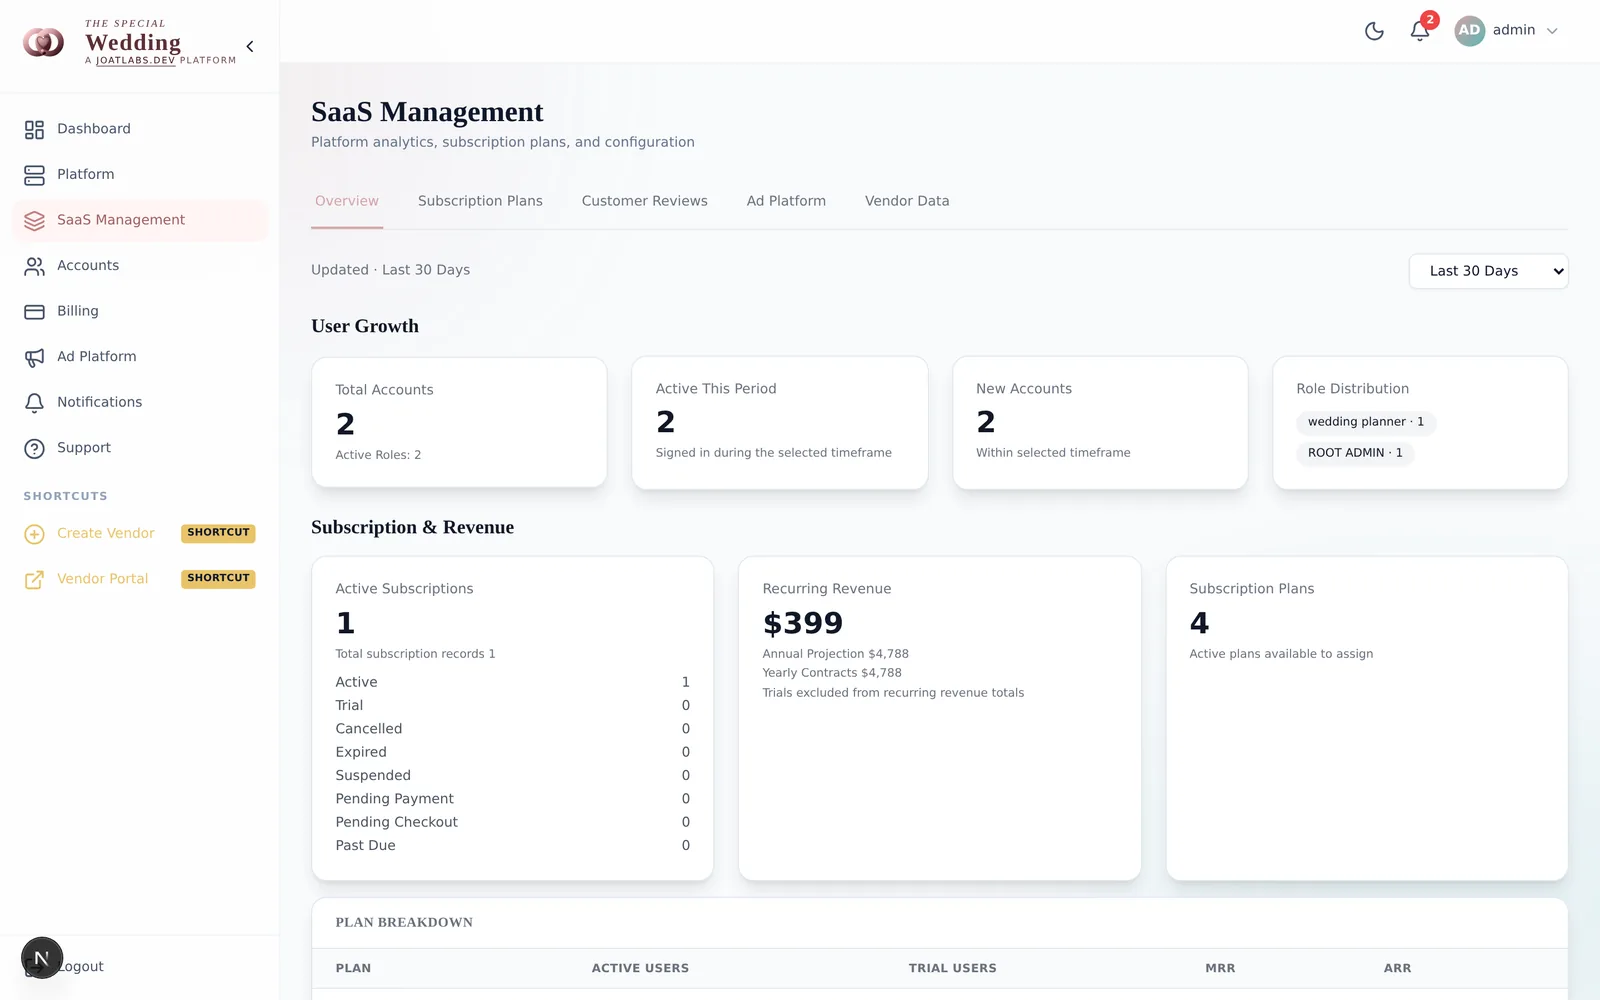 THE SPECIAL
Wedding
A JOATLABS.DEV PLATFORM
2
AD admin
Dashboard
Platform
SaaS Management
Accounts
Billing
Ad Platform
Notifications
Support
SHORTCUTS
Create Vendor SHORTCUT
Vendor Portal SHORTCUT
N
Logout
SaaS Management
Platform analytics, subscription plans, and configuration
Overview Subscription Plans Customer Reviews Ad Platform Vendor Data
Updated · Last 30 Days
Last 30 Days
User Growth
Total Accounts
2
Active Roles: 2
Active This Period
2
Signed in during the selected timeframe
New Accounts
2
Within selected timeframe
Role Distribution
wedding planner · 1
ROOT ADMIN · 1
Subscription & Revenue
Active Subscriptions
1
Total subscription records 1
Active 1
Trial 0
Cancelled 0
Expired 0
Suspended 0
Pending Payment 0
Pending Checkout 0
Past Due 0
Recurring Revenue
$399
Annual Projection $4,788
Yearly Contracts $4,788
Trials excluded from recurring revenue totals
Subscription Plans
4
Active plans available to assign
PLAN BREAKDOWN
PLAN ACTIVE USERS TRIAL USERS MRR ARR